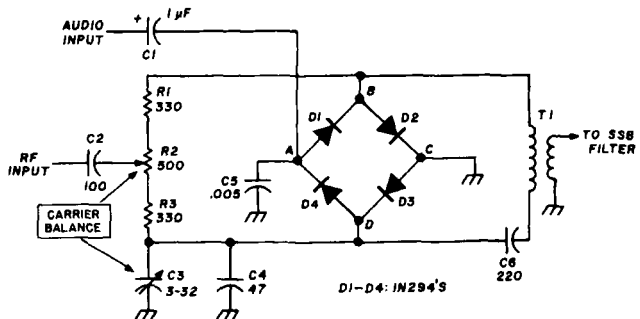 AUDIO INPUT
+
1 µF
C1
R1
330
B
T1
D1
D2
TO SSB FILTER
C2
R2
500
RF INPUT
A
C
100
C5
.005
D4
D3
R3
330
CARRIER BALANCE
D
C3
3-32
C4
47
D1-D4: IN294'S
C6
220